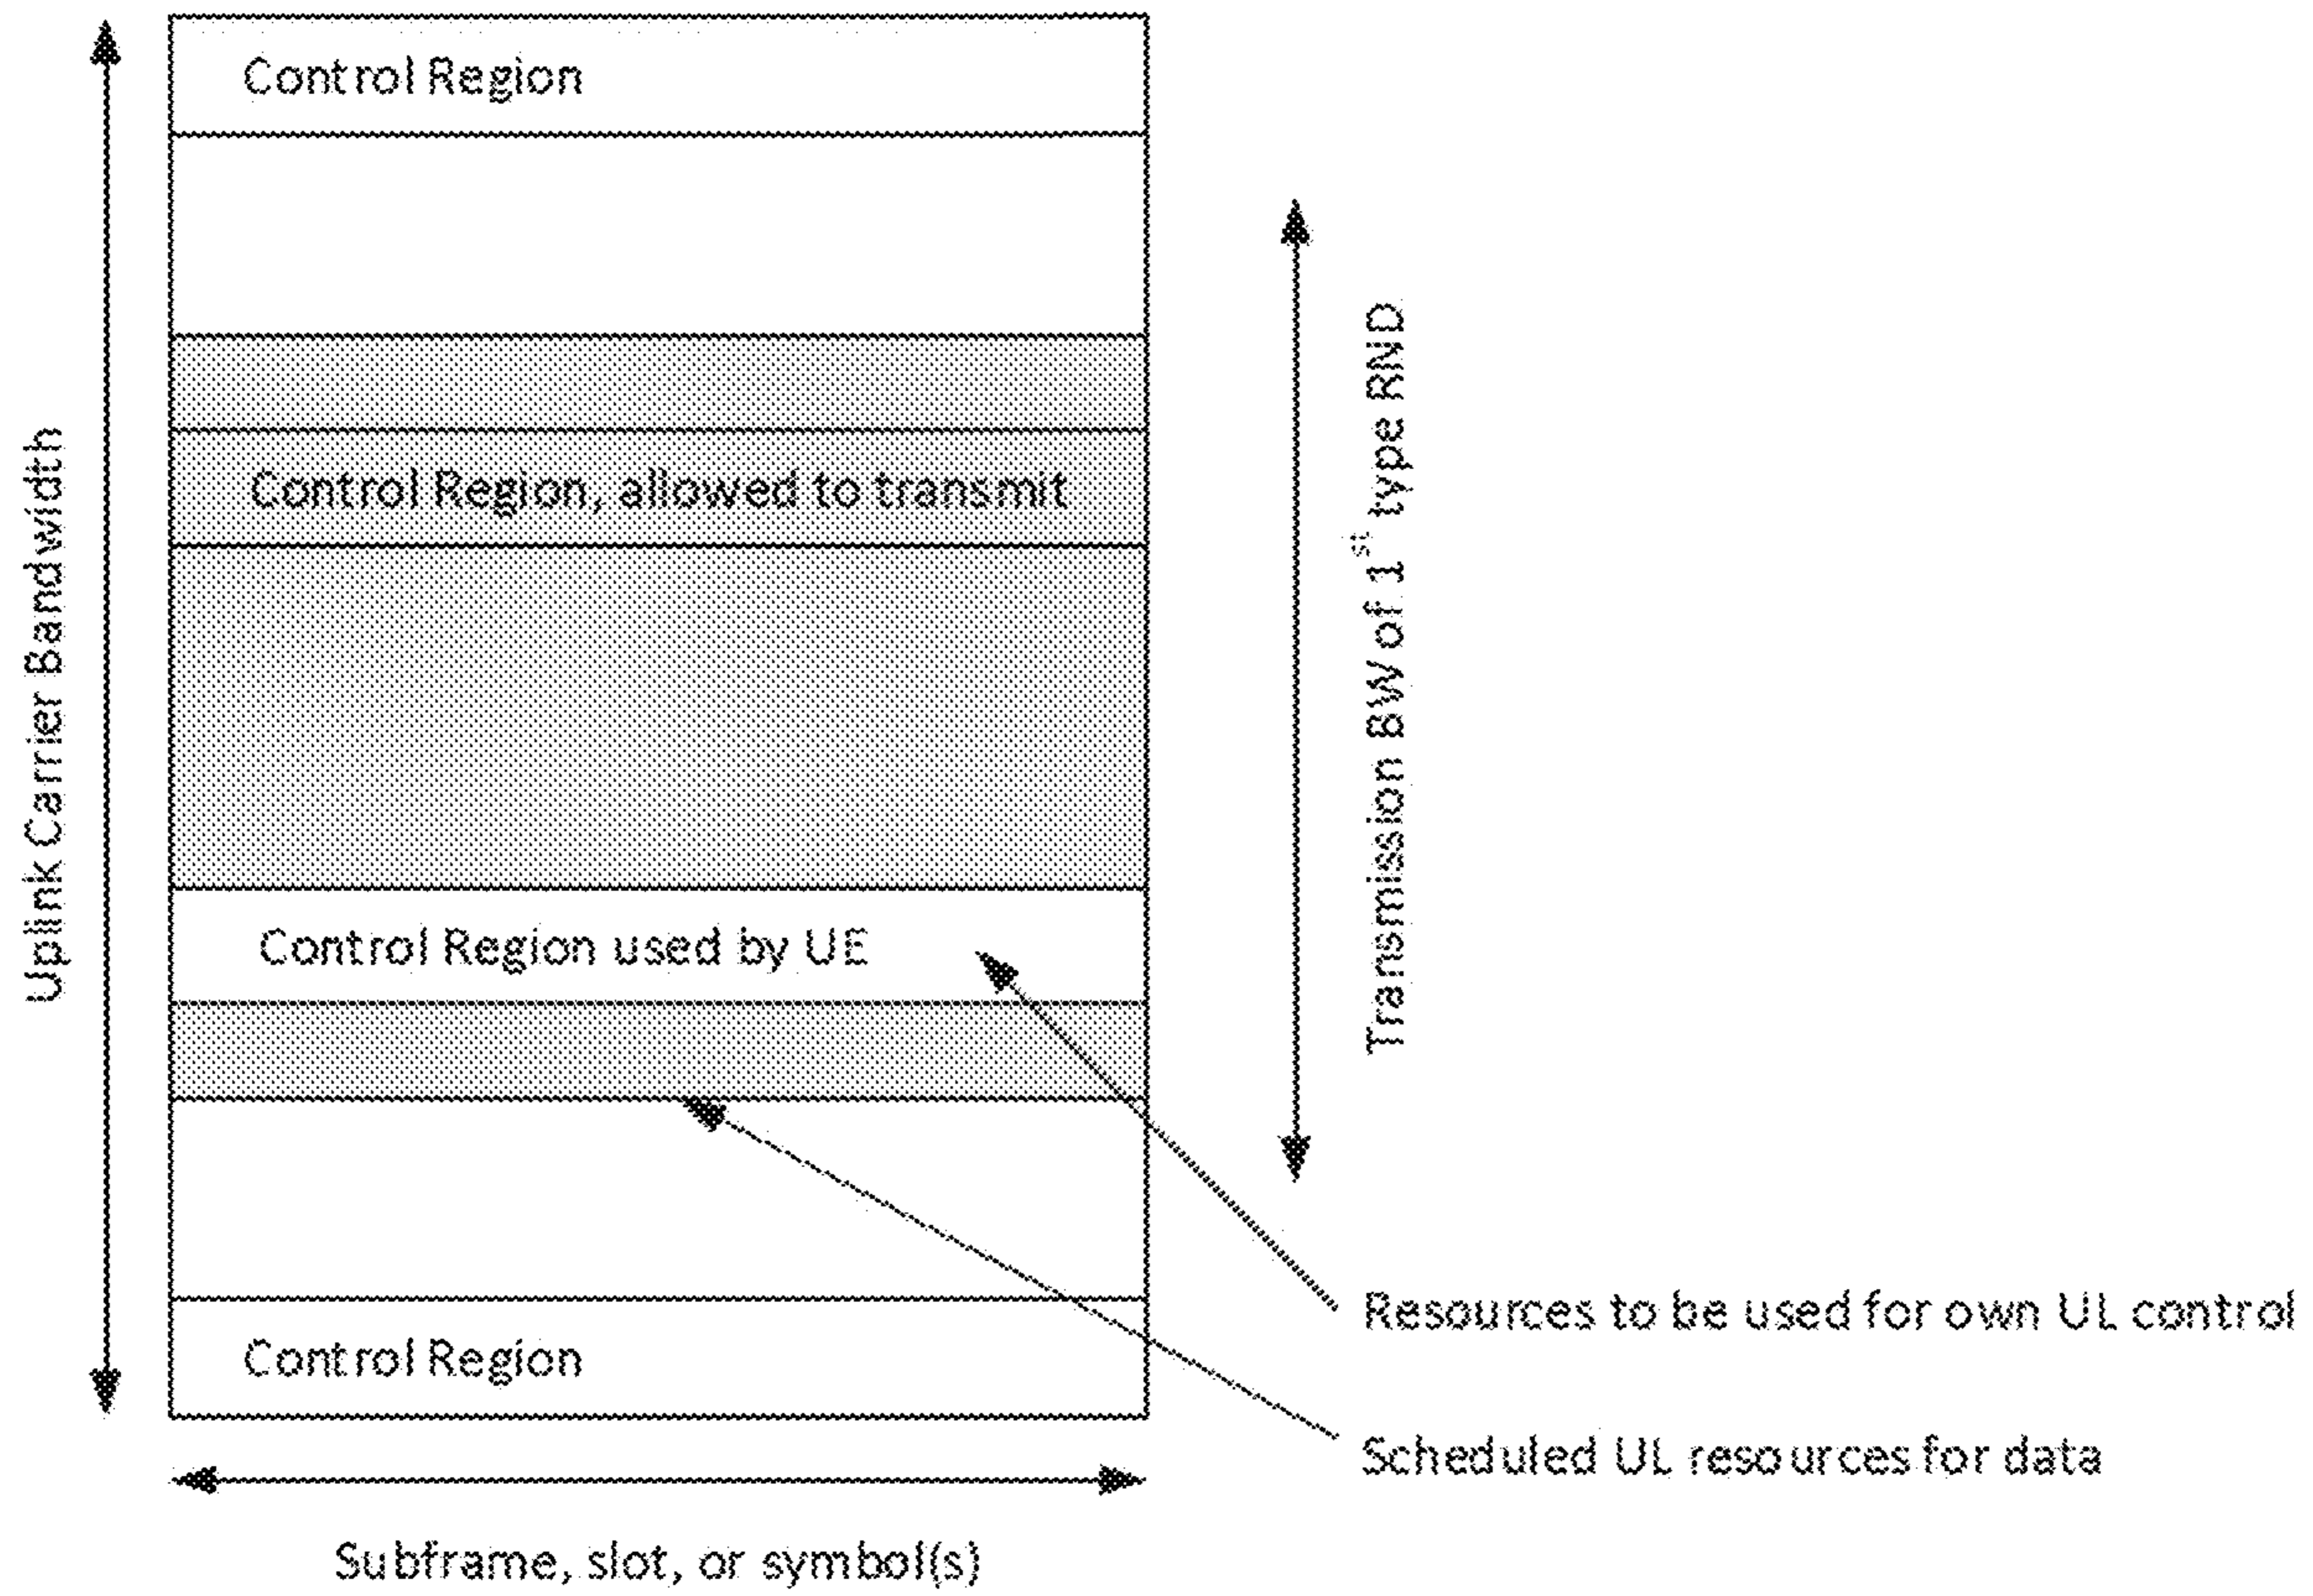 Control Region
Control Region, allowed to transmit
Control Region used by UE
Control Region
Uplink Carrier Bandwidth
Transmission BW of 1st type RND
Resources to be used for own UL control
Scheduled UL resources for data
Subframe, slot, or symbol(s)